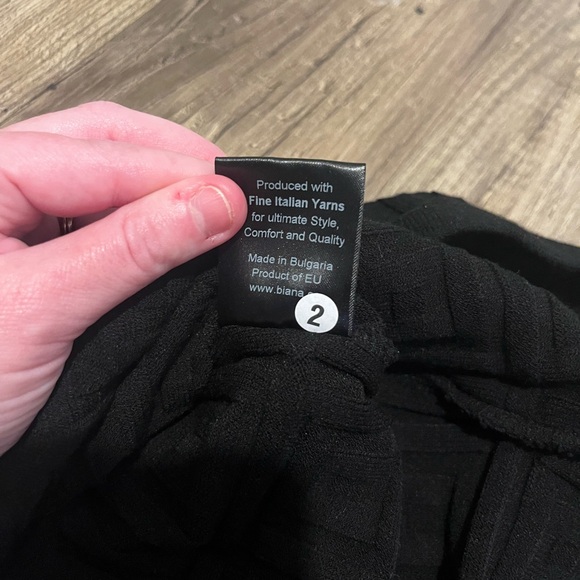 Produced with
Fine Italian Yarns
for ultimate Style,
Comfort and Quality
Made in Bulgaria
Product of EU
www.biana.
2